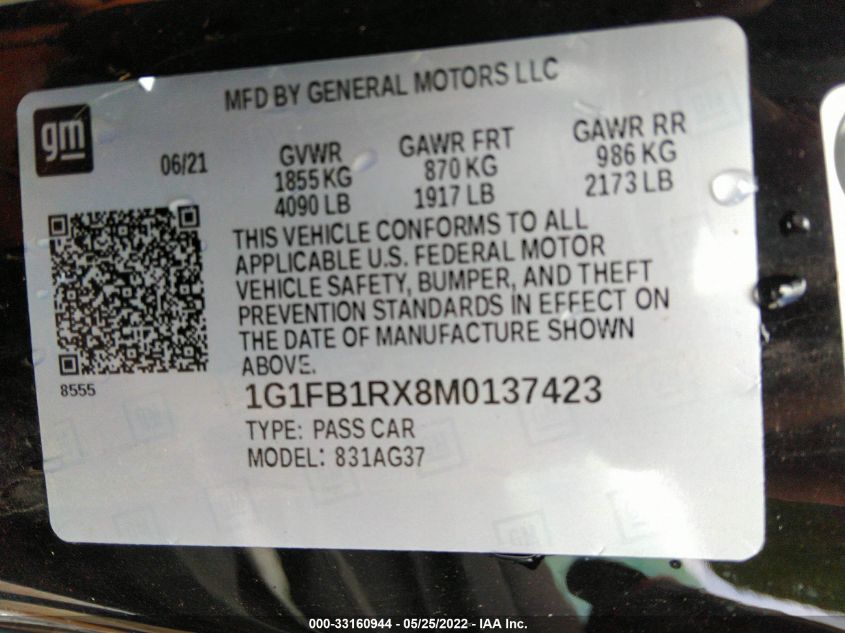 MFD BY GENERAL MOTORS LLC
gm
06/21
GVWR
1855 KG
4090 LB
GAWR FRT
870 KG
1917 LB
GAWR RR
986 KG
2173 LB
THIS VEHICLE CONFORMS TO ALL
APPLICABLE U.S. FEDERAL MOTOR
VEHICLE SAFETY, BUMPER, AND THEFT
PREVENTION STANDARDS IN EFFECT ON
THE DATE OF MANUFACTURE SHOWN
ABOVE.
8555
1G1FB1RX8M0137423
TYPE: PASS CAR
MODEL: 831AG37
000-33160944 - 05/25/2022 - IAA Inc.